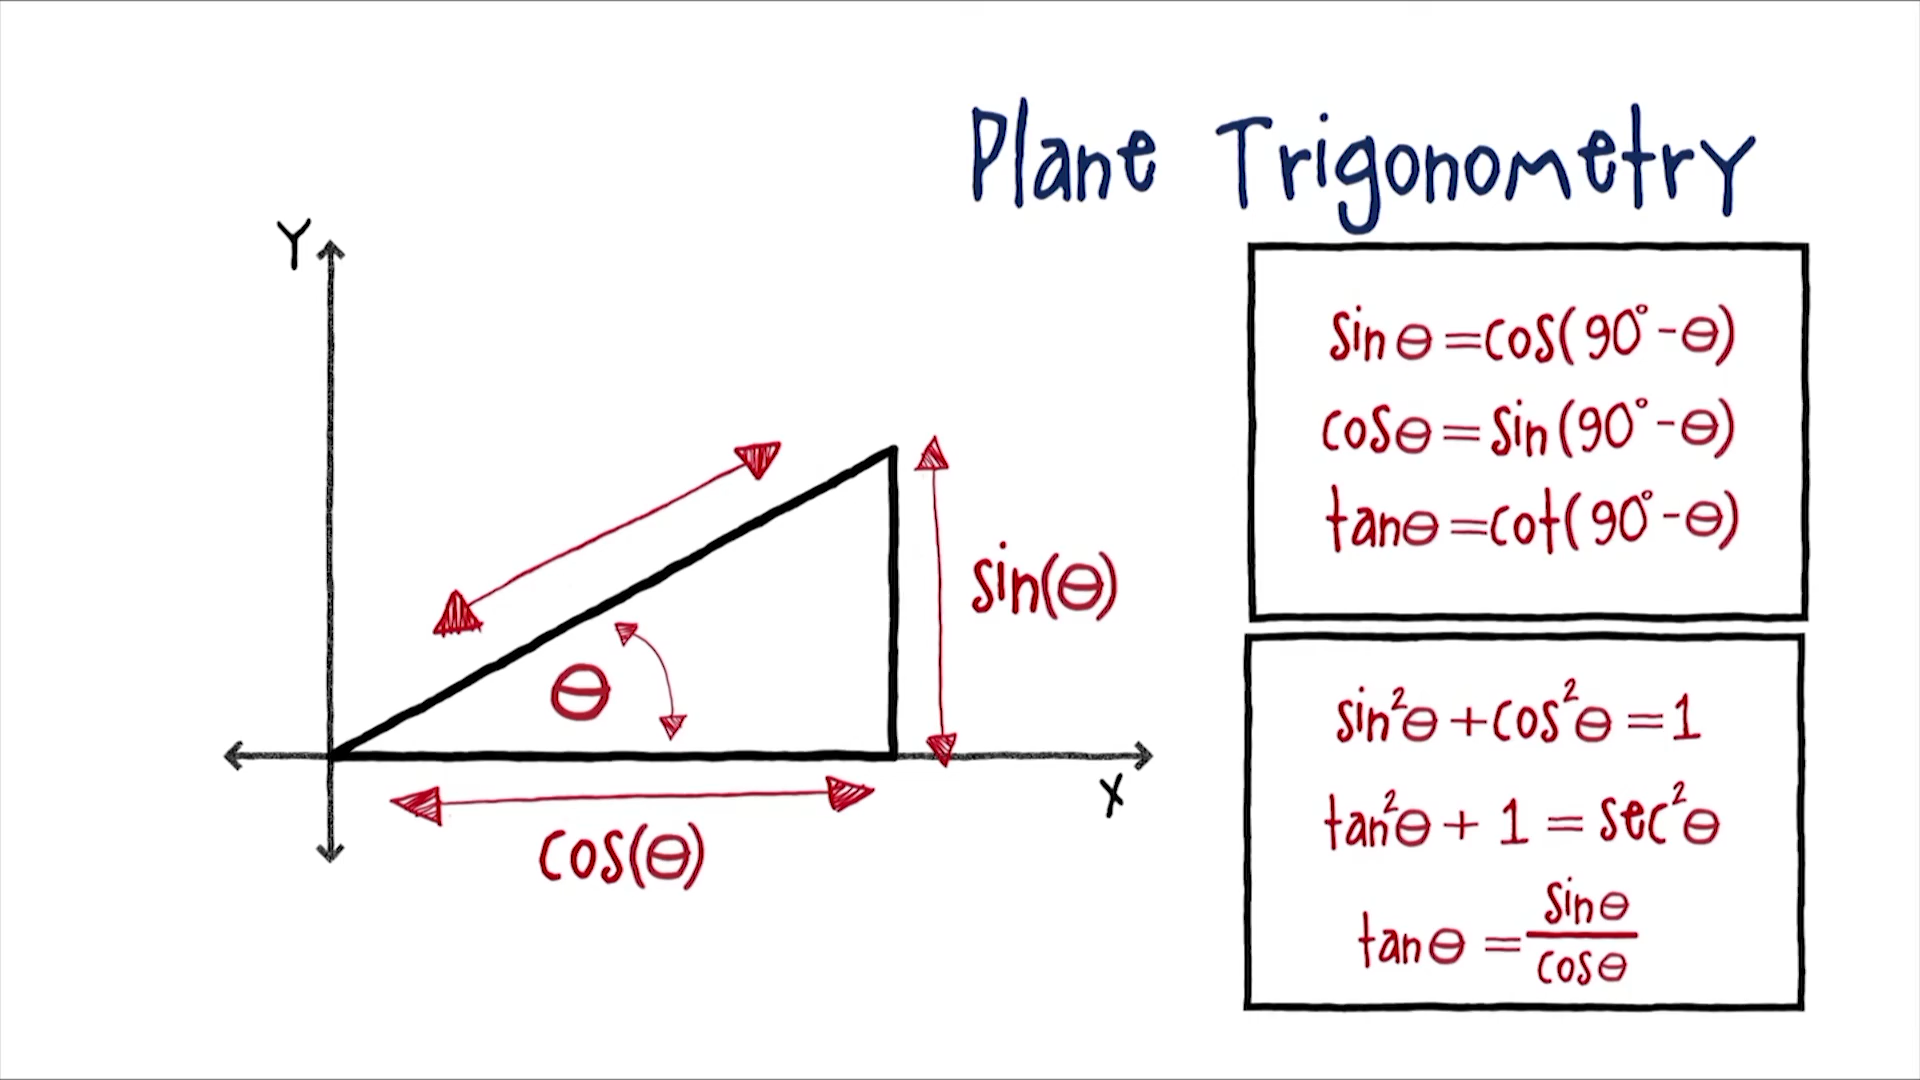 Plane Trigonometry
Y
sin(θ)
θ
X
cos(θ)
sinθ=cos(90°-θ)
cosθ=sin(90°-θ)
tanθ=cot(90°-θ)
sin²θ+cos²θ=1
tan²θ+1=sec²θ
tanθ=sinθ/cosθ